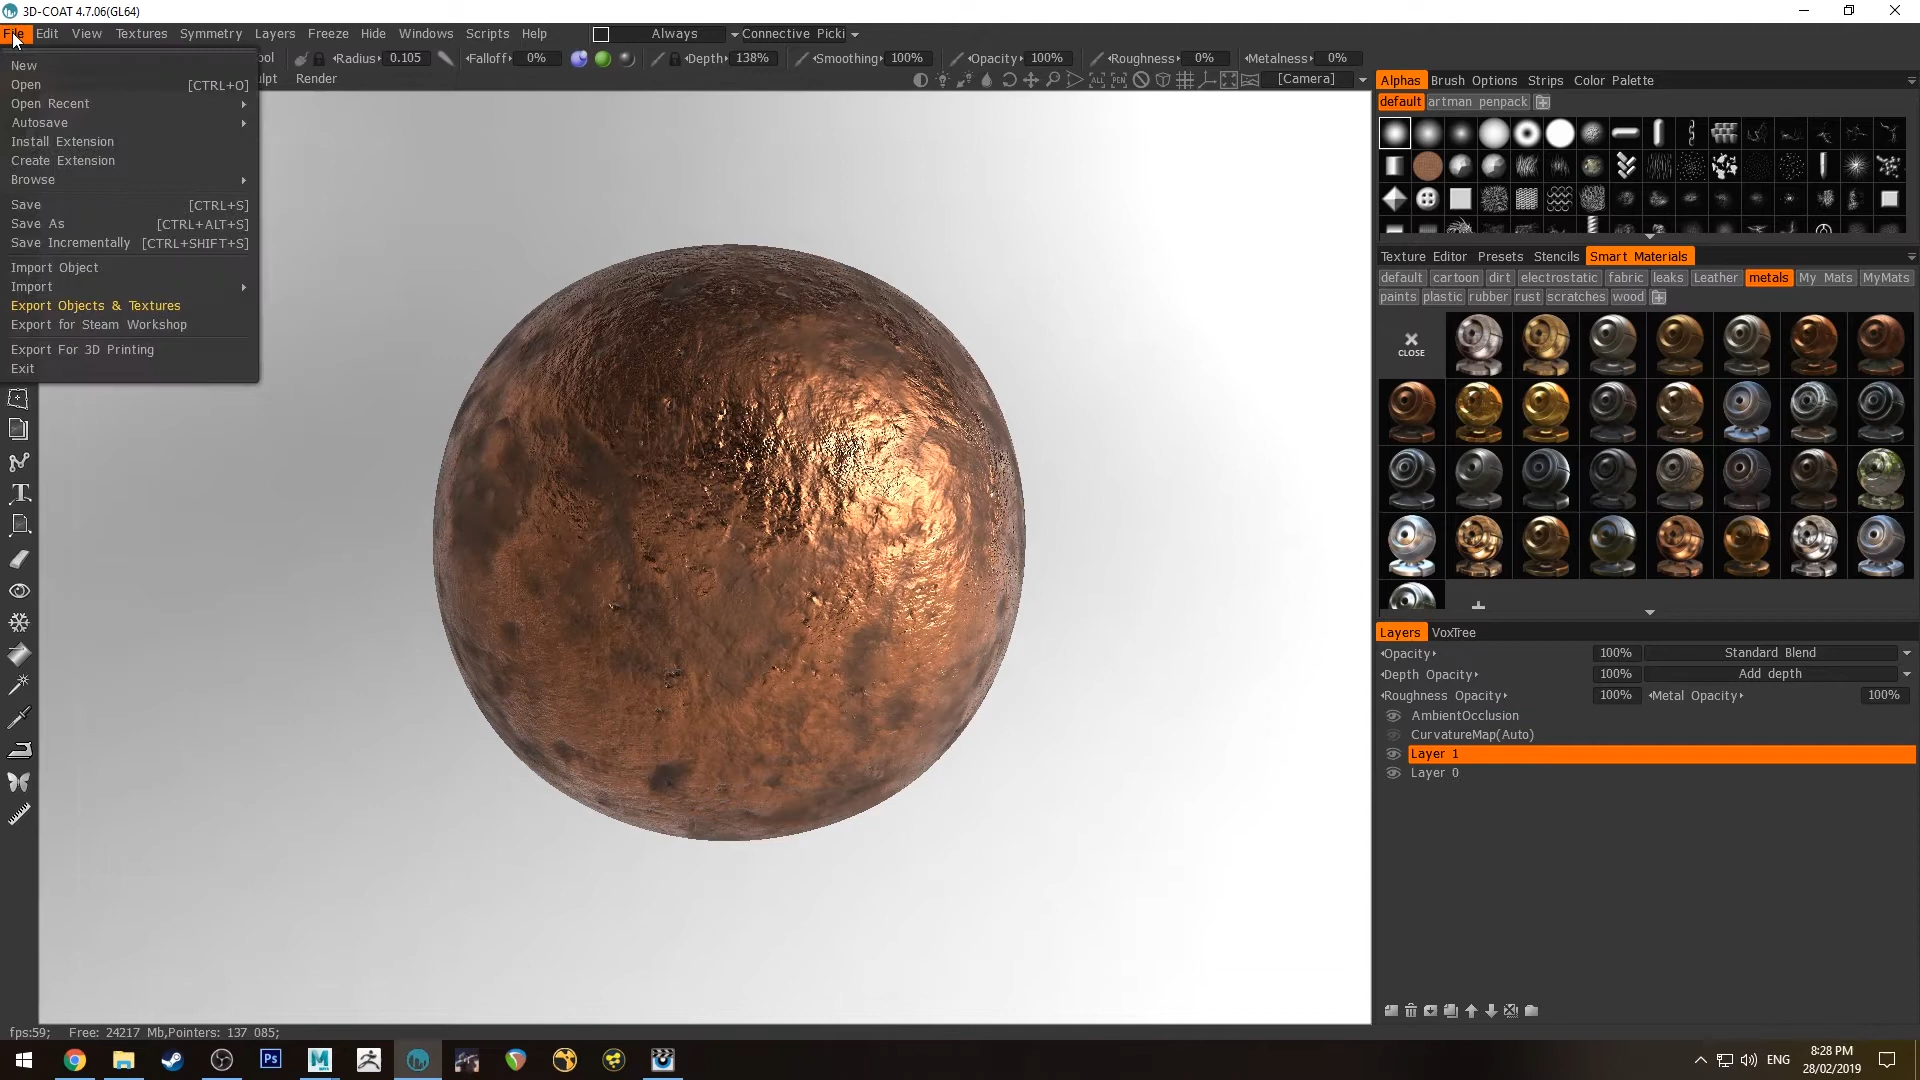 3D-COAT 4.7.06(GL64)
File Edit View Textures Symmetry Layers Freeze Hide Windows Scripts Help Always Connective Picki
ool Radius 0.105 Falloff 0% Depth 138% Smoothing 100% Opacity 100% Roughness 0% Metalness 0%
ulpt Render [Camera]
New
Open [CTRL+O]
Open Recent
Autosave
Install Extension
Create Extension
Browse
Save [CTRL+S]
Save As [CTRL+ALT+S]
Save Incrementally [CTRL+SHIFT+S]
Import Object
Import
Export Objects & Textures
Export for Steam Workshop
Export For 3D Printing
Exit
Alphas Brush Options Strips Color Palette
default artman penpack
Texture Editor Presets Stencils Smart Materials
default cartoon dirt electrostatic fabric leaks Leather metals My Mats MyMats
paints plastic rubber rust scratches wood
CLOSE
Layers VoxTree
Opacity 100% Standard Blend
Depth Opacity 100% Add depth
Roughness Opacity 100% Metal Opacity 100%
AmbientOcclusion
CurvatureMap(Auto)
Layer 1
Layer 0
fps:59; Free: 24217 Mb,Pointers: 137 085;
Ps
ENG
8:28 PM
28/02/2019